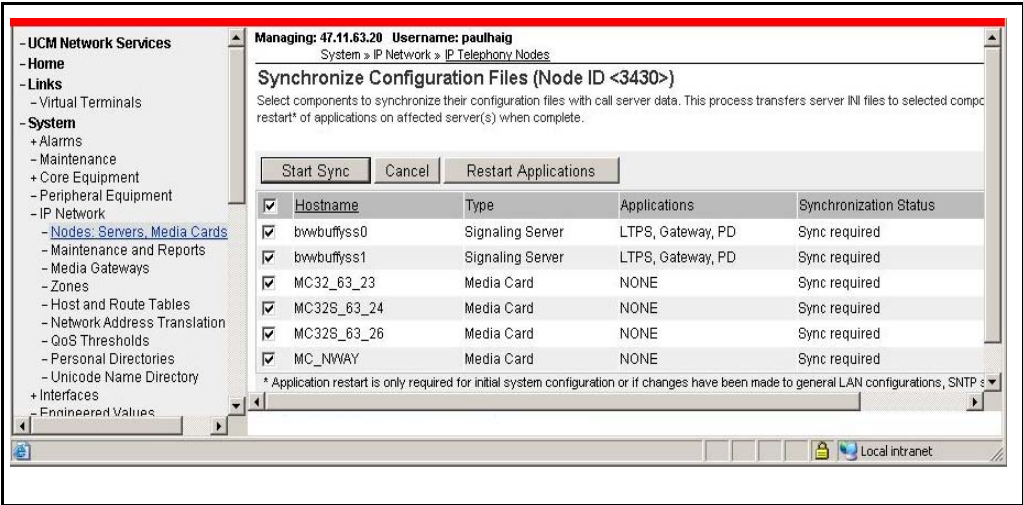 - UCM Network Services
- Home
- Links
- Virtual Terminals
- System
+ Alarms
- Maintenance
+ Core Equipment
- Peripheral Equipment
- IP Network
- Nodes: Servers, Media Cards
- Maintenance and Reports
- Media Gateways
- Zones
- Host and Route Tables
- Network Address Translation
- QoS Thresholds
- Personal Directories
- Unicode Name Directory
+ Interfaces
- Engineered Values
Managing: 47.11.63.20 Username: paulhaig
System » IP Network » IP Telephony Nodes
Synchronize Configuration Files (Node ID <3430>)
Select components to synchronize their configuration files with call server data. This process transfers server INI files to selected compo
restart* of applications on affected server(s) when complete.
Start Sync Cancel Restart Applications
Hostname Type Applications Synchronization Status
bvwbuffyss0 Signaling Server LTPS, Gateway, PD Sync required
bvwbuffyss1 Signaling Server LTPS, Gateway, PD Sync required
MC32_63_23 Media Card NONE Sync required
MC32S_63_24 Media Card NONE Sync required
MC32S_63_26 Media Card NONE Sync required
MC_NWAY Media Card NONE Sync required
* Application restart is only required for initial system configuration or if changes have been made to general LAN configurations, SNTP s
Local intranet